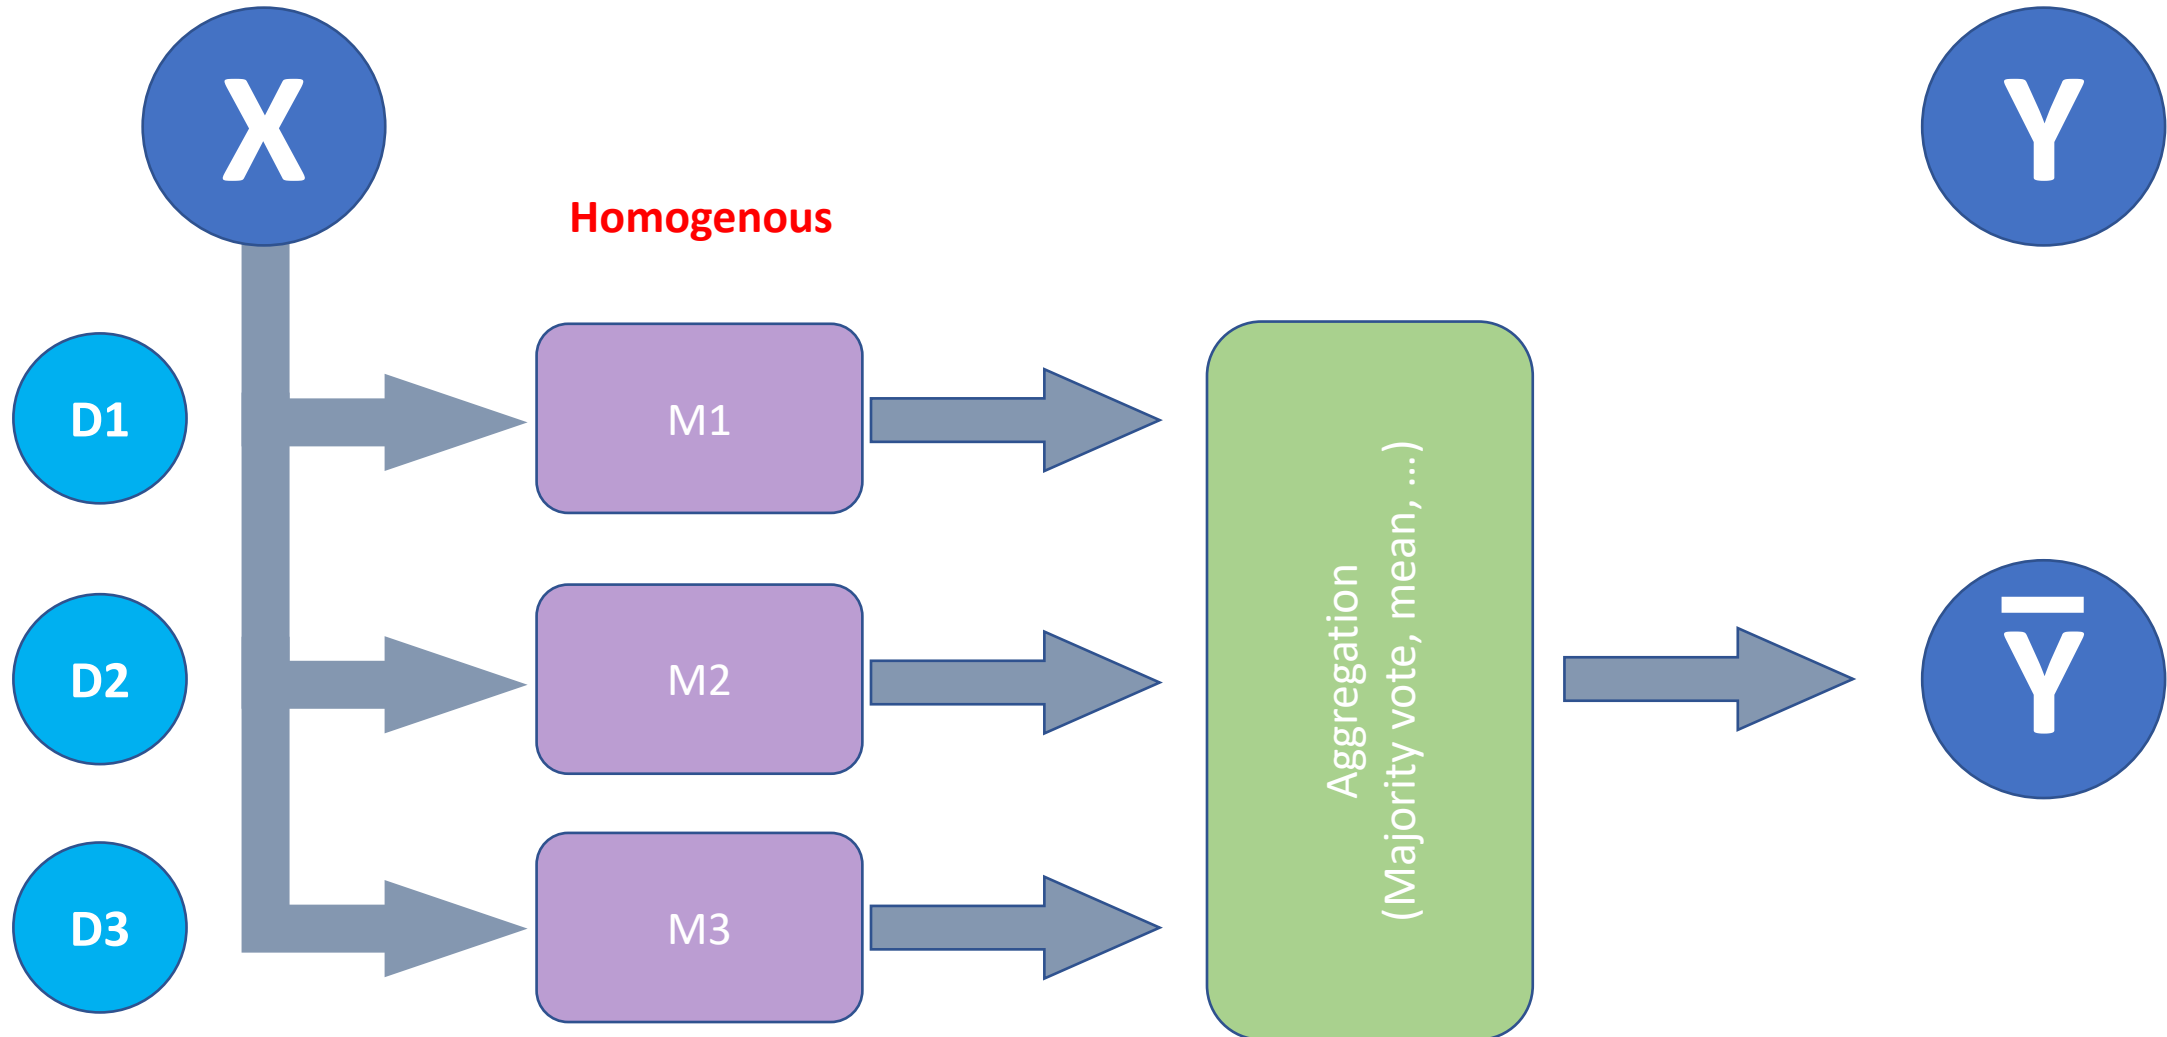 X
Y
Homogenous
D1
M1
D2
M2
D3
M3
Aggregation
(Majority vote, mean, ...)
Y̅